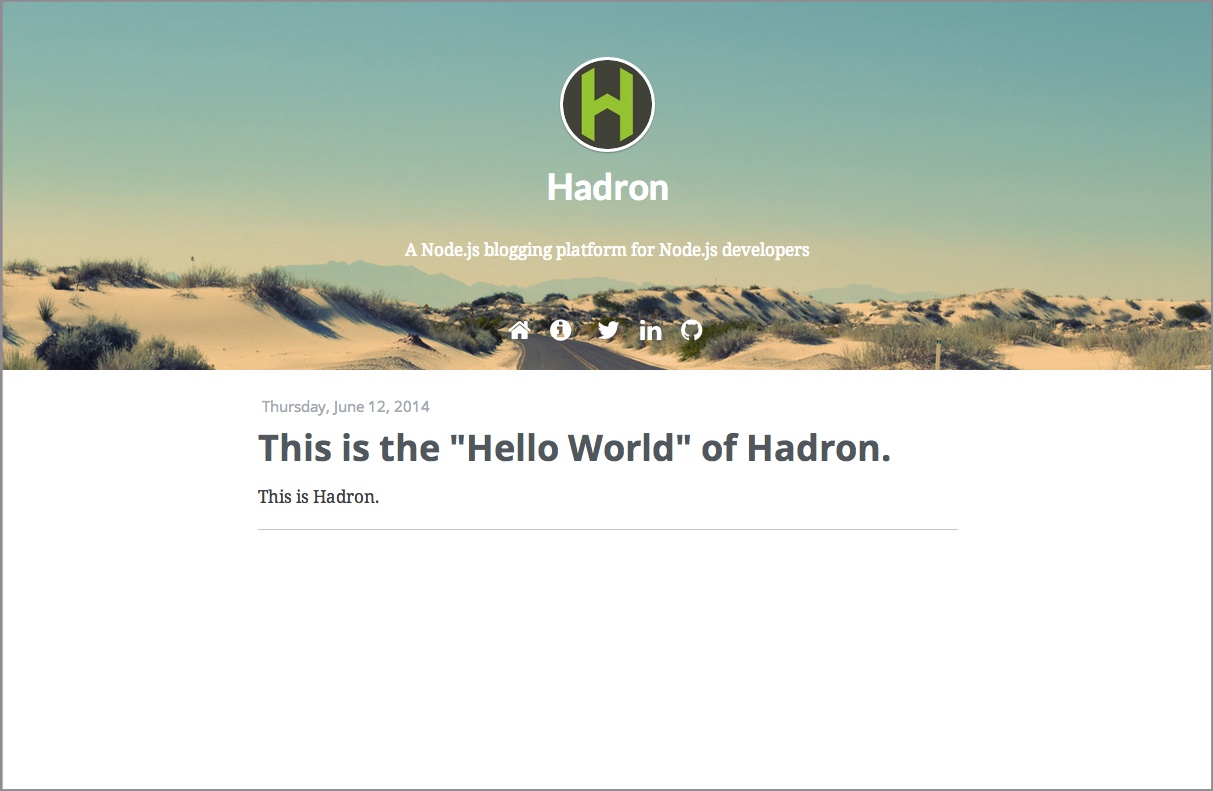 Hadron
A Node.js blogging platform for Node.js developers
in
Thursday, June 12, 2014
This is the "Hello World" of Hadron.
This is Hadron.